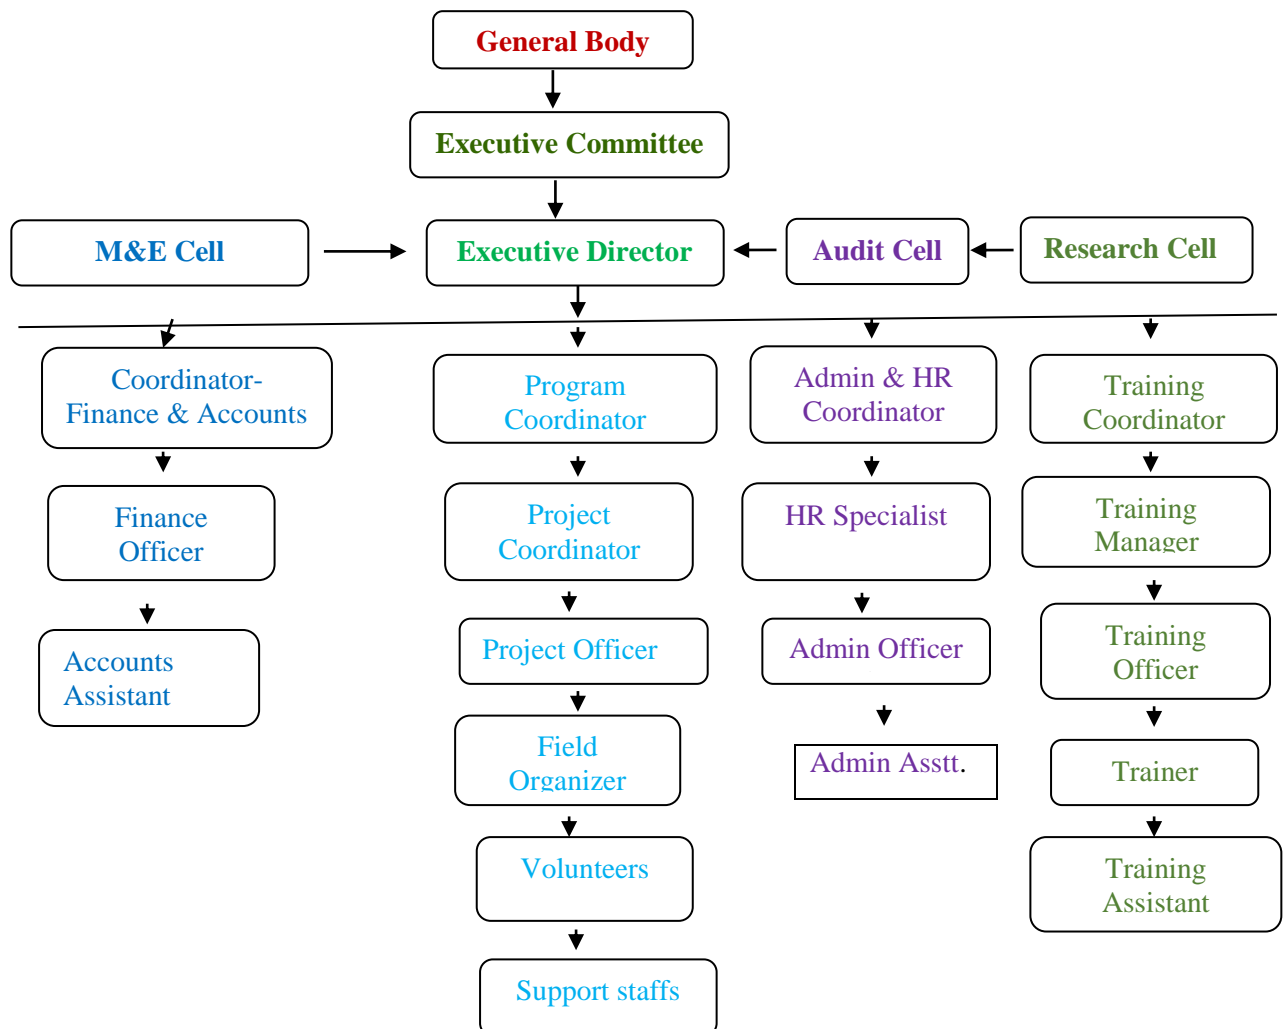 General Body
Executive Committee
M&E Cell
Executive Director
Audit Cell
Research Cell
Coordinator-
Finance & Accounts
Program
Coordinator
Admin & HR
Coordinator
Training
Coordinator
Finance
Officer
Project
Coordinator
HR Specialist
Training
Manager
Accounts
Assistant
Project Officer
Admin Officer
Training
Officer
Field
Organizer
Admin Asstt.
Trainer
Volunteers
Training
Assistant
Support staffs